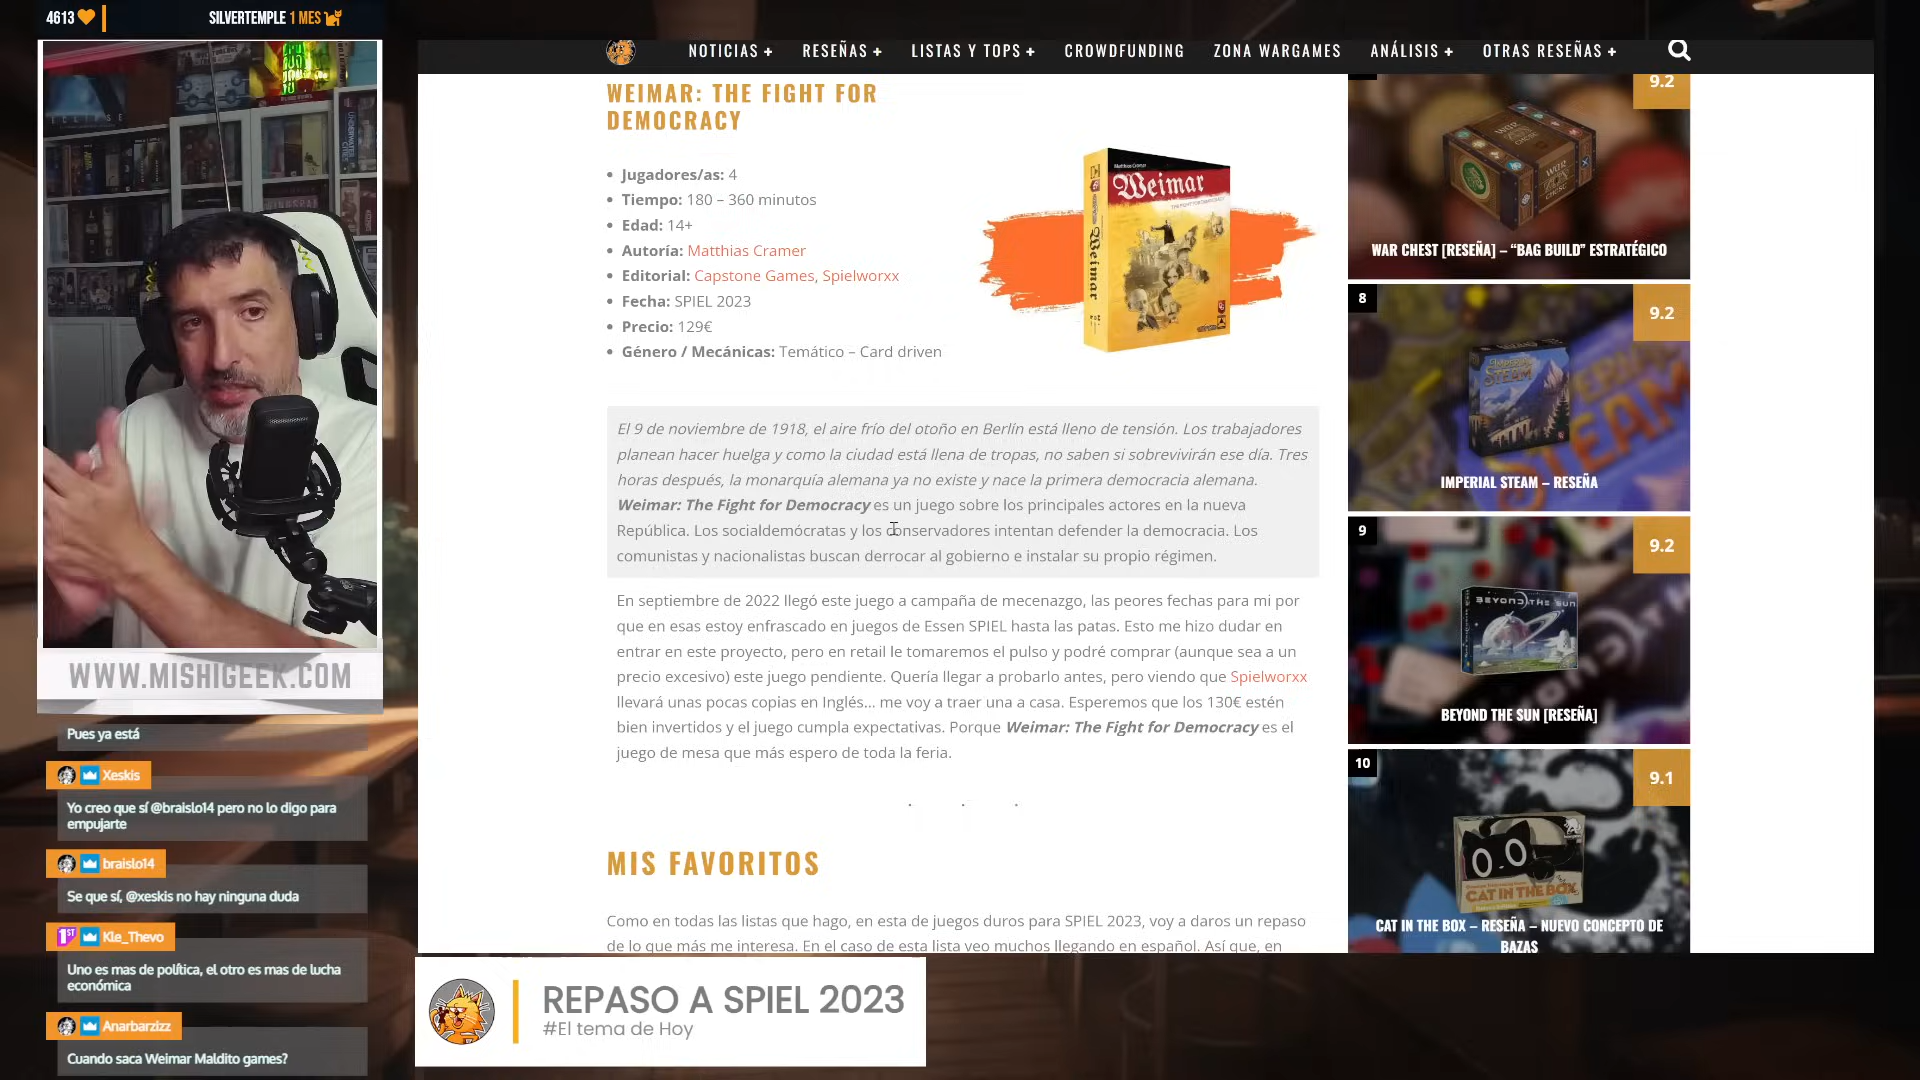 4613
SILVERTEMPLE 1 MES
NOTICIAS +
RESEÑAS +
LISTAS Y TOPS +
CROWDFUNDING
ZONA WARGAMES
ANÁLISIS +
OTRAS RESEÑAS +
WEIMAR: THE FIGHT FOR
DEMOCRACY
• Jugadores/as: 4
• Tiempo: 180 – 360 minutos
• Edad: 14+
• Autoría: Matthias Cramer
• Editorial: Capstone Games, Spielworxx
• Fecha: SPIEL 2023
• Precio: 129€
• Género / Mecánicas: Temático – Card driven
Matthias Cramer
Weimar
THE FIGHT FOR DEMOCRACY
Weimar
El 9 de noviembre de 1918, el aire frío del otoño en Berlín está lleno de tensión. Los trabajadores
planean hacer huelga y como la ciudad está llena de tropas, no saben si sobrevivirán ese día. Tres
horas después, la monarquía alemana ya no existe y nace la primera democracia alemana.
Weimar: The Fight for Democracy es un juego sobre los principales actores en la nueva
República. Los socialdemócratas y los conservadores intentan defender la democracia. Los
comunistas y nacionalistas buscan derrocar al gobierno e instalar su propio régimen.
En septiembre de 2022 llegó este juego a campaña de mecenazgo, las peores fechas para mi por
que en esas estoy enfrascado en juegos de Essen SPIEL hasta las patas. Esto me hizo dudar en
entrar en este proyecto, pero en retail le tomaremos el pulso y podré comprar (aunque sea a un
precio excesivo) este juego pendiente. Quería llegar a probarlo antes, pero viendo que Spielworxx
llevará unas pocas copias en Inglés... me voy a traer una a casa. Esperemos que los 130€ estén
bien invertidos y el juego cumpla expectativas. Porque Weimar: The Fight for Democracy es el
juego de mesa que más espero de toda la feria.
. . .
MIS FAVORITOS
Como en todas las listas que hago, en esta de juegos duros para SPIEL 2023, voy a daros un repaso
de lo que más me interesa. En el caso de esta lista veo muchos llegando en español. Así que, en
9.2
WAR CHEST
WAR CHEST [RESEÑA] – “BAG BUILD” ESTRATÉGICO
8
9.2
STEAM
IMPERIAL STEAM – RESEÑA
9
9.2
BEYOND THE SUN
BEYOND THE SUN [RESEÑA]
10
9.1
CAT IN THE BOX
CAT IN THE BOX – RESEÑA – NUEVO CONCEPTO DE
BAZAS
ECLIPSE
UNDERWATER CITIES
WINGSPAN
WWW.MISHIGEEK.COM
Pues ya está
Xeskis
Yo creo que sí @braislo14 pero no lo digo para
empujarte
braislo14
Se que sí, @xeskis no hay ninguna duda
1ST Kle_Thevo
Uno es mas de política, el otro es mas de lucha
económica
Anarbarzizz
Cuando saca Weimar Maldito games?
REPASO A SPIEL 2023
#El tema de Hoy